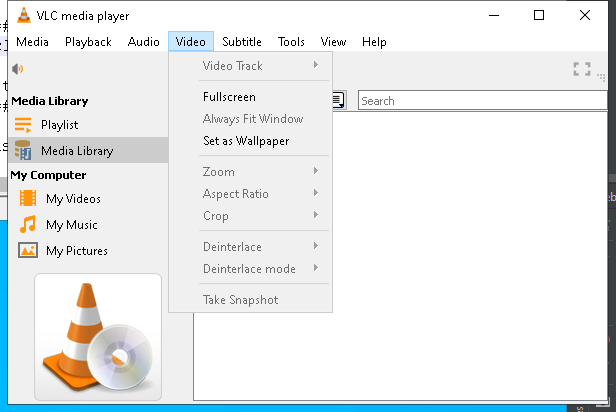 VLC media player
Media Playback Audio Video Subtitle Tools View Help
Video Track
Fullscreen
Always Fit Window
Set as Wallpaper
Zoom
Aspect Ratio
Crop
Deinterlace
Deinterlace mode
Take Snapshot
Search
Media Library
Playlist
Media Library
My Computer
My Videos
My Music
My Pictures